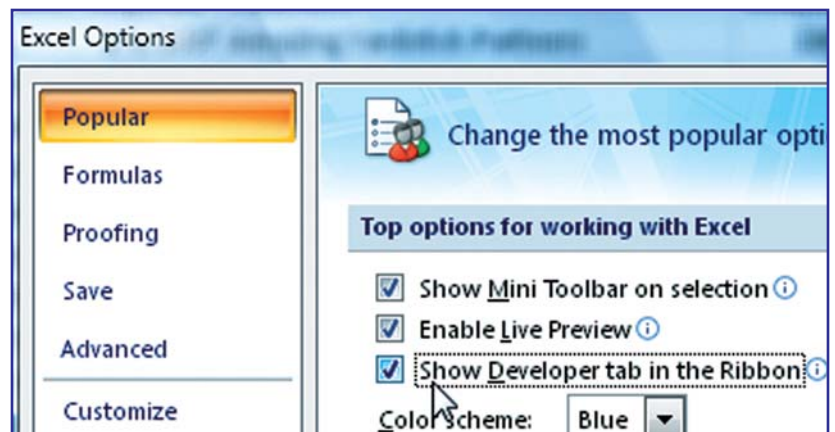 Excel Options
Popular
Formulas
Proofing
Save
Advanced
Customize
Change the most popular opti
Top options for working with Excel
Show Mini Toolbar on selection
Enable Live Preview
Show Developer tab in the Ribbon
Color scheme: Blue